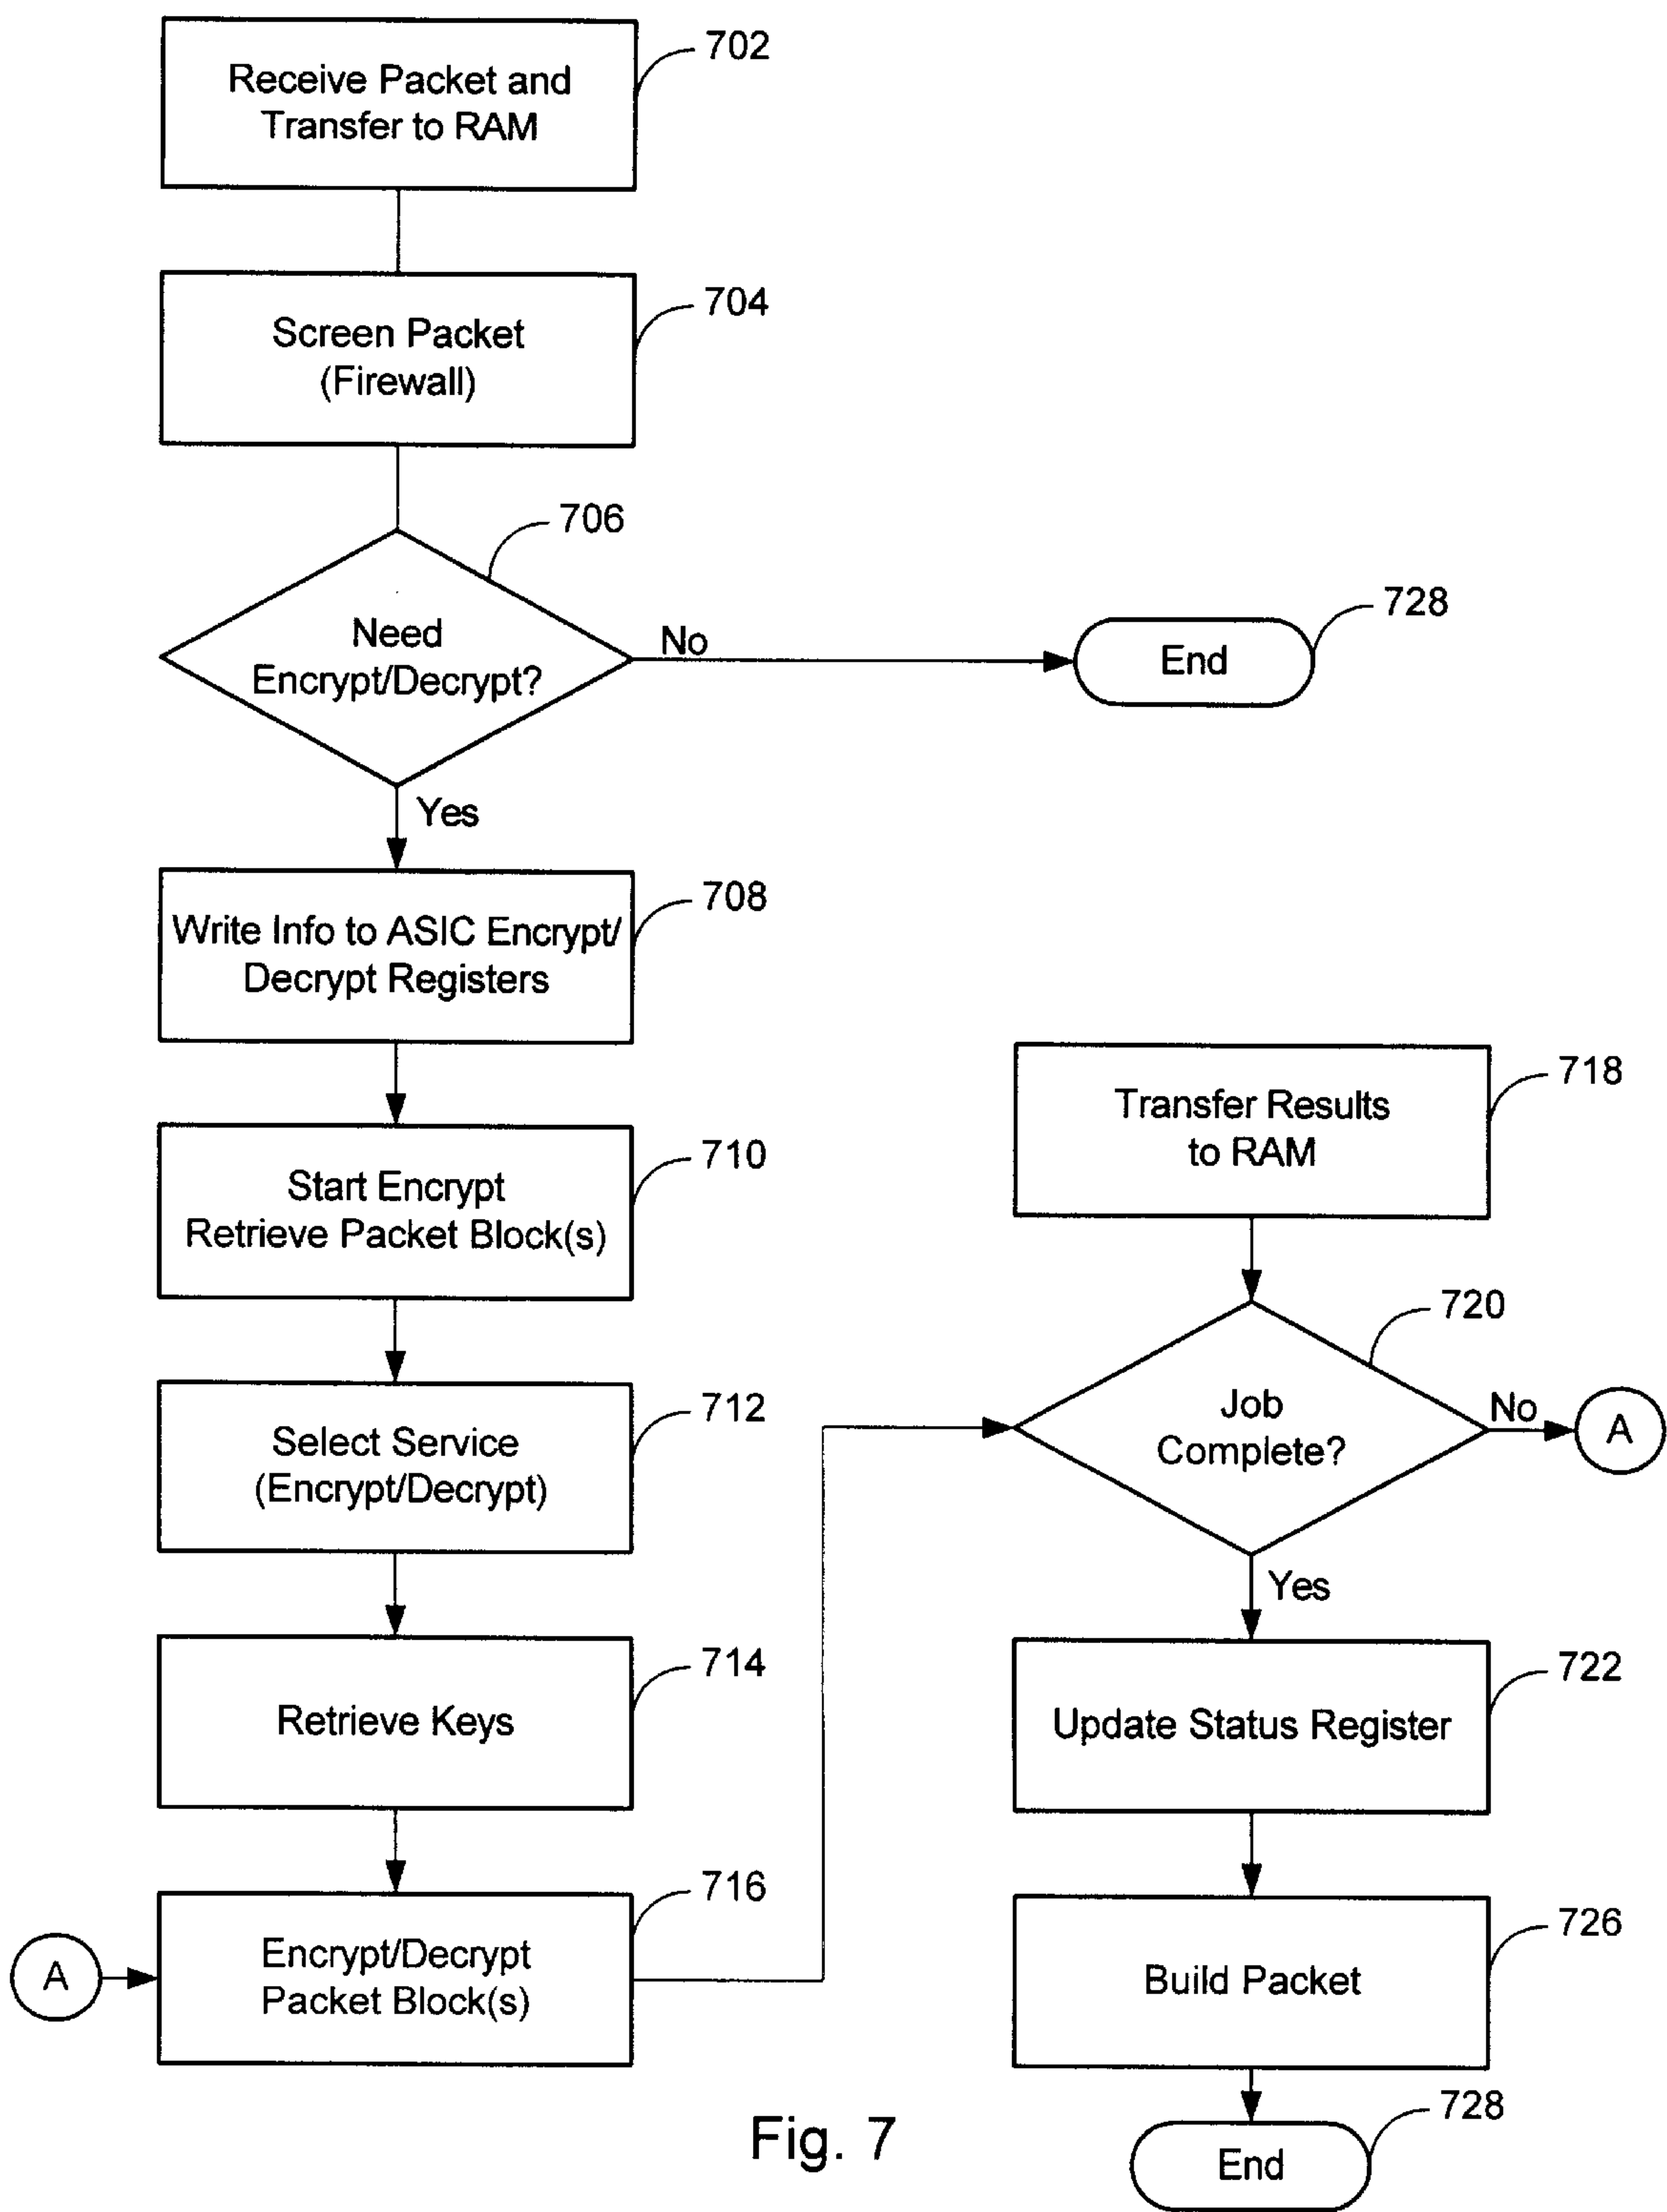 702
Receive Packet and
Transfer to RAM
704
Screen Packet
(Firewall)
706
Need
Encrypt/Decrypt?
No
728
End
Yes
708
Write Info to ASIC Encrypt/
Decrypt Registers
710
Start Encrypt
Retrieve Packet Block(s)
712
Select Service
(Encrypt/Decrypt)
714
Retrieve Keys
716
A
Encrypt/Decrypt
Packet Block(s)
718
Transfer Results
to RAM
720
Job
Complete?
No
A
Yes
722
Update Status Register
726
Build Packet
728
End
Fig. 7